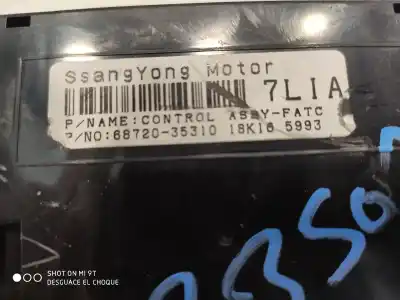 SsangYong Motor
7LIA
P/NAME:CONTROL ASSY-FATC
P/NO:68720-35310 18K16 5993
SHOT ON MI 9T
DESGUACE EL CHOQUE